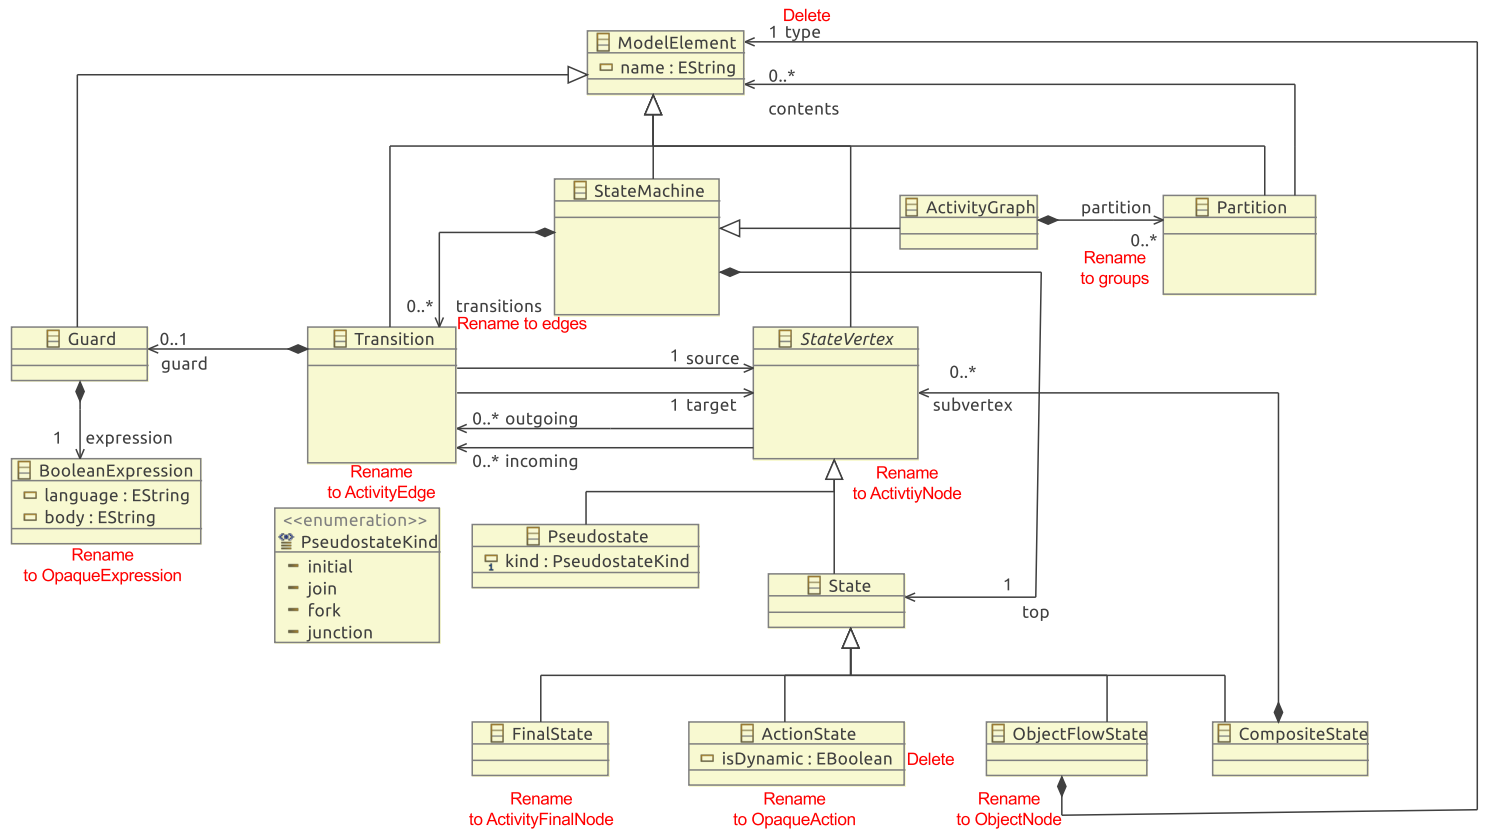 Delete
1 type
ModelElement
name : EString
0..*
contents
StateMachine
ActivityGraph
partition
0..*
Rename
to groups
Partition
0..*
transitions
Rename to edges
Guard
0..1
guard
Transition
StateVertex
1 source
1 target
0..* outgoing
0..* incoming
0..*
subvertex
1
expression
BooleanExpression
language : EString
body : EString
Rename
to OpaqueExpression
Rename
to ActivityEdge
Rename
to ActivtiyNode
<<enumeration>>
PseudostateKind
initial
join
fork
junction
Pseudostate
1
kind : PseudostateKind
State
1
top
FinalState
ActionState
isDynamic : EBoolean
Delete
ObjectFlowState
CompositeState
Rename
to ActivityFinalNode
Rename
to OpaqueAction
Rename
to ObjectNode